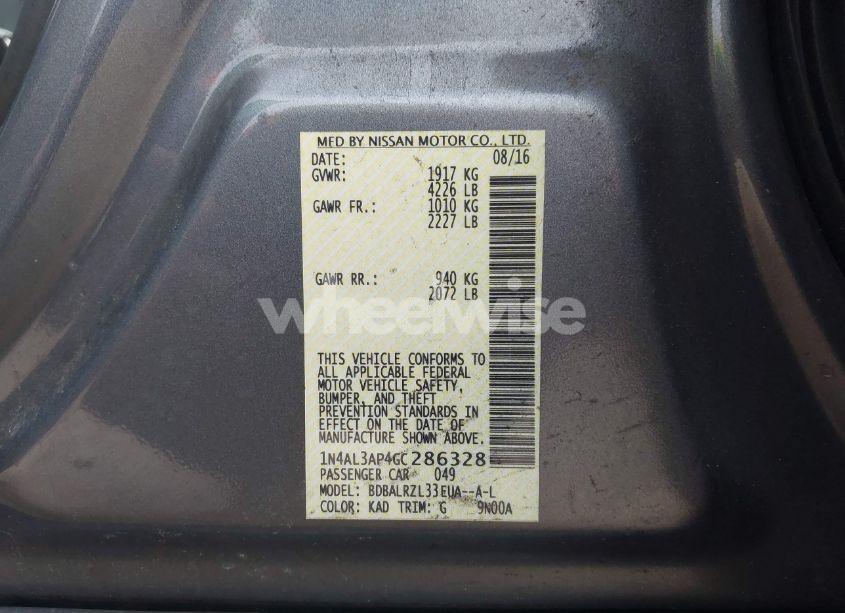 MFD BY NISSAN MOTOR CO., LTD.
DATE: 08/16
GVWR: 1917 KG
4226 LB
GAWR FR.: 1010 KG
2227 LB
GAWR RR.: 940 KG
2072 LB
wheelwise
THIS VEHICLE CONFORMS TO
ALL APPLICABLE FEDERAL
MOTOR VEHICLE SAFETY,
BUMPER, AND THEFT
PREVENTION STANDARDS IN
EFFECT ON THE DATE OF
MANUFACTURE SHOWN ABOVE.
1N4AL3AP4GC286328
PASSENGER CAR 049
MODEL: BDBALRZL33EUA--A-L
COLOR: KAD TRIM: G 9N00A